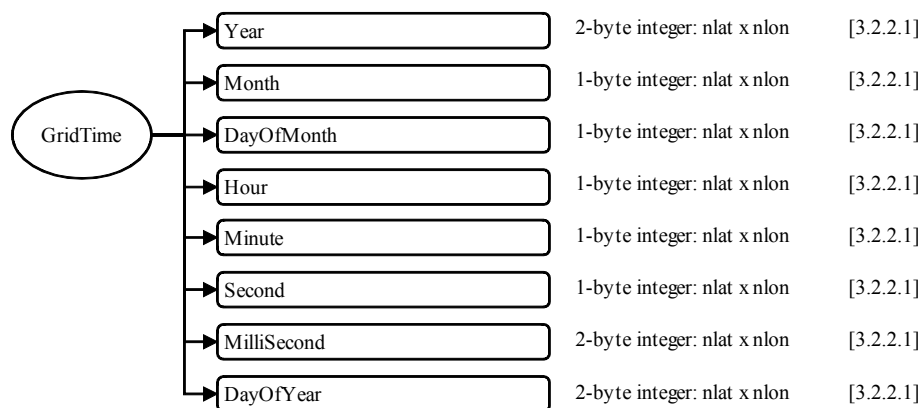 Year 2-byte integer: nlat x nlon [3.2.2.1]
Month 1-byte integer: nlat x nlon [3.2.2.1]
GridTime DayOfMonth 1-byte integer: nlat x nlon [3.2.2.1]
Hour 1-byte integer: nlat x nlon [3.2.2.1]
Minute 1-byte integer: nlat x nlon [3.2.2.1]
Second 1-byte integer: nlat x nlon [3.2.2.1]
MilliSecond 2-byte integer: nlat x nlon [3.2.2.1]
DayOfYear 2-byte integer: nlat x nlon [3.2.2.1]